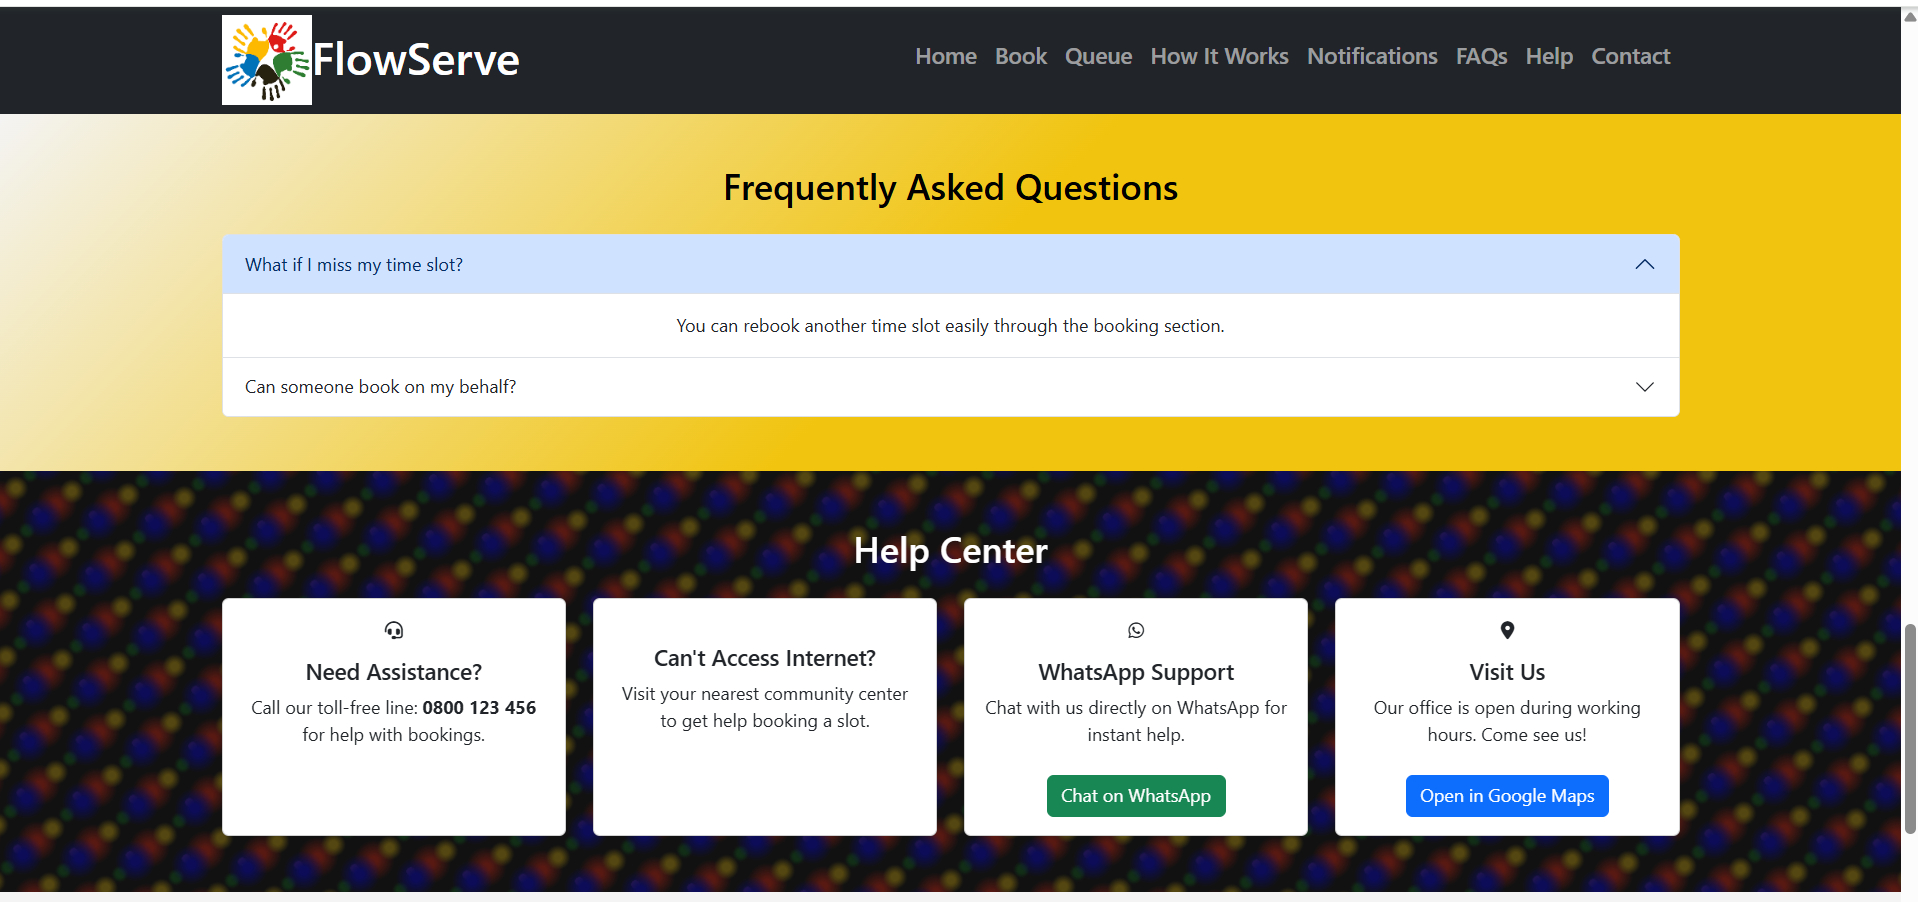 FlowServe
Home Book Queue How It Works Notifications FAQs Help Contact
Frequently Asked Questions
What if I miss my time slot?
You can rebook another time slot easily through the booking section.
Can someone book on my behalf?
Help Center
Need Assistance?
Call our toll-free line: 0800 123 456
for help with bookings.
Can't Access Internet?
Visit your nearest community center
to get help booking a slot.
WhatsApp Support
Chat with us directly on WhatsApp for
instant help.
Chat on WhatsApp
Visit Us
Our office is open during working
hours. Come see us!
Open in Google Maps